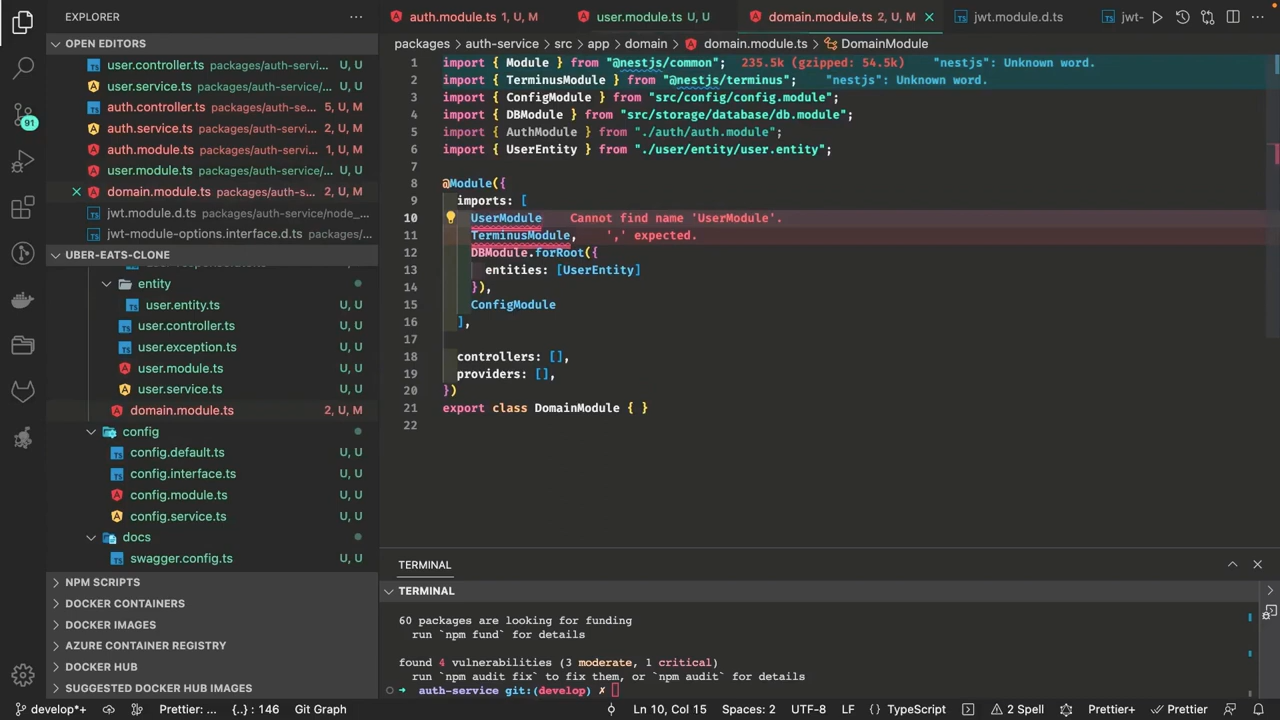 EXPLORER
OPEN EDITORS
user.controller.ts packages/auth-service...
user.service.ts packages/auth-service/...
auth.controller.ts packages/auth-se... 5, U, M
auth.service.ts packages/auth-servic...
auth.module.ts packages/auth-servi... 1, U, M
user.module.ts packages/auth-service/...
domain.module.ts packages/auth-s... 2, U, M
jwt.module.d.ts packages/auth-service/node_...
jwt-module-options.interface.d.ts packages/auth-...
UBER-EATS-CLONE
entity
user.entity.ts U, U
user.controller.ts U, U
user.exception.ts U, U
user.module.ts U, U
user.service.ts U, U
domain.module.ts 2, U, M
config
config.default.ts U, U
config.interface.ts U, U
config.module.ts U, U
config.service.ts U, U
docs
swagger.config.ts U, U
NPM SCRIPTS
DOCKER CONTAINERS
DOCKER IMAGES
AZURE CONTAINER REGISTRY
DOCKER HUB
SUGGESTED DOCKER HUB IMAGES
91
auth.module.ts 1, U, M
user.module.ts U, U
domain.module.ts 2, U, M
jwt.module.d.ts
jwt-
packages > auth-service > src > app > domain > domain.module.ts > DomainModule
1 import { Module } from "@nestjs/common"; 235.5k (gzipped: 54.5k) "nestjs": Unknown word.
2 import { TerminusModule } from "@nestjs/terminus"; "nestjs": Unknown word.
3 import { ConfigModule } from "src/config/config.module";
4 import { DBModule } from "src/storage/database/db.module";
5 import { AuthModule } from "./auth/auth.module";
6 import { UserEntity } from "./user/entity/user.entity";
7
8 @Module({
9 imports: [
10 UserModule Cannot find name 'UserModule'.
11 TerminusModule, ',' expected.
12 DBModule.forRoot({
13 entities: [UserEntity]
14 }),
15 ConfigModule
16 ],
17
18 controllers: [],
19 providers: [],
20 })
21 export class DomainModule { }
22
TERMINAL
TERMINAL
60 packages are looking for funding
run `npm fund` for details
found 4 vulnerabilities (3 moderate, 1 critical)
run `npm audit fix` to fix them, or `npm audit` for details
➜ auth-service git:(develop) ✗
develop*+ Prettier: ... {..} : 146 Git Graph Ln 10, Col 15 Spaces: 2 UTF-8 LF TypeScript 2 Spell Prettier+ Prettier